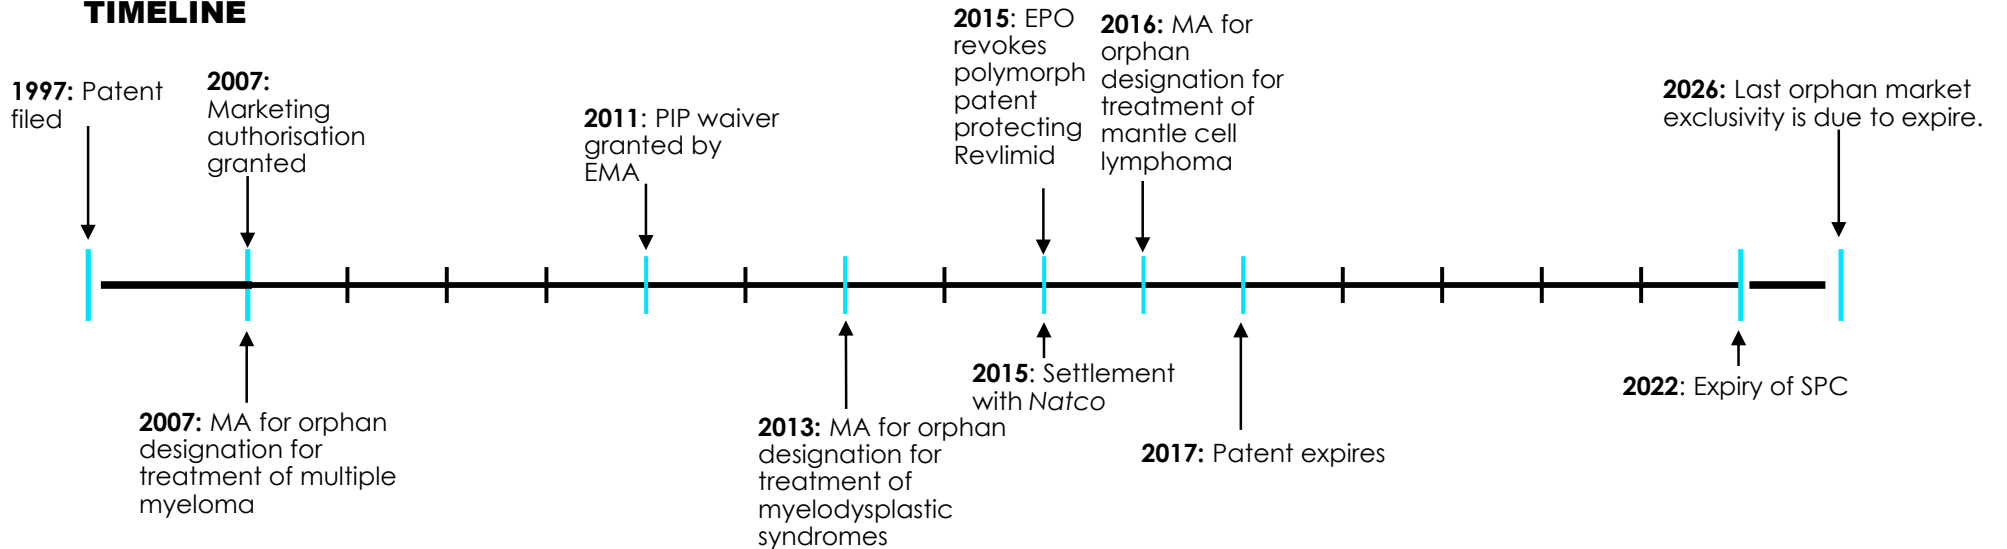 TIMELINE
1997: Patent
filed
2007:
Marketing
authorisation
granted
2011: PIP waiver
granted by
EMA
2015: EPO
revokes
polymorph
patent
protecting
Revlimid
2016: MA for
orphan
designation for
treatment of
mantle cell
lymphoma
2026: Last orphan market
exclusivity is due to expire.
2007: MA for orphan
designation for
treatment of multiple
myeloma
2013: MA for orphan
designation for
treatment of
myelodysplastic
syndromes
2015: Settlement
with Natco
2017: Patent expires
2022: Expiry of SPC